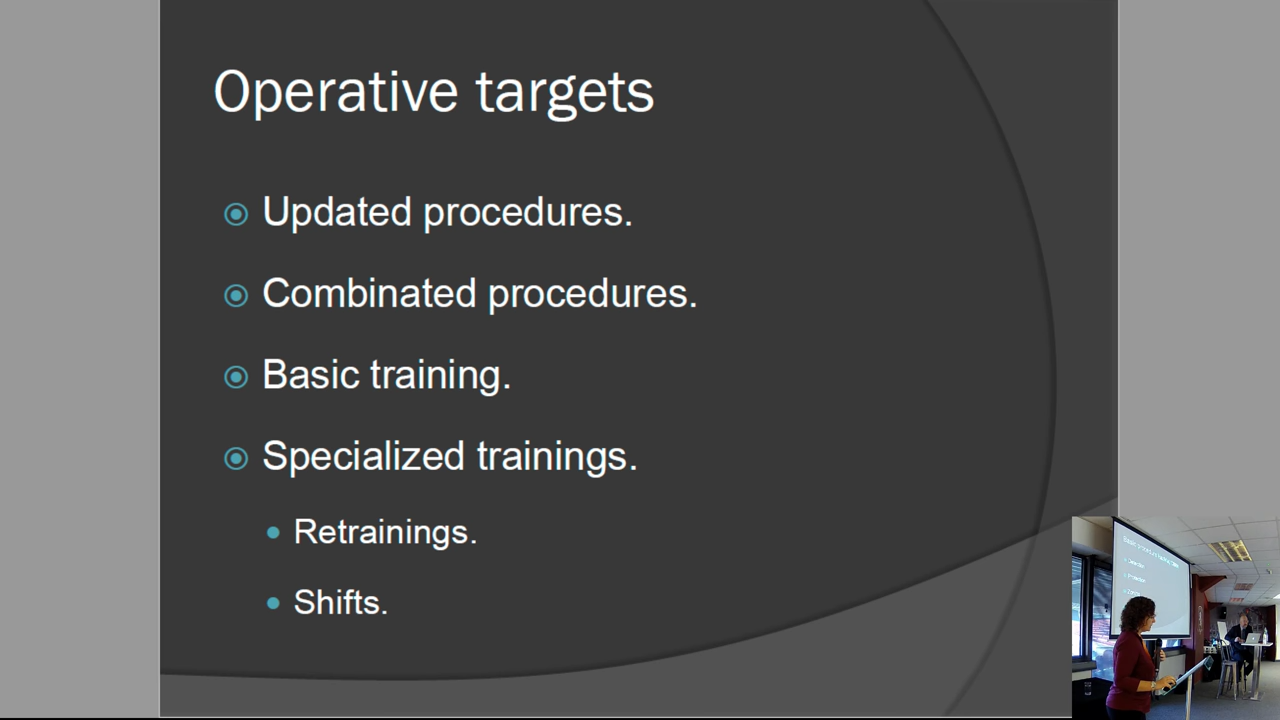 Operative targets
Updated procedures.
Combinated procedures.
Basic training.
Specialized trainings.
Retrainings.
Shifts.